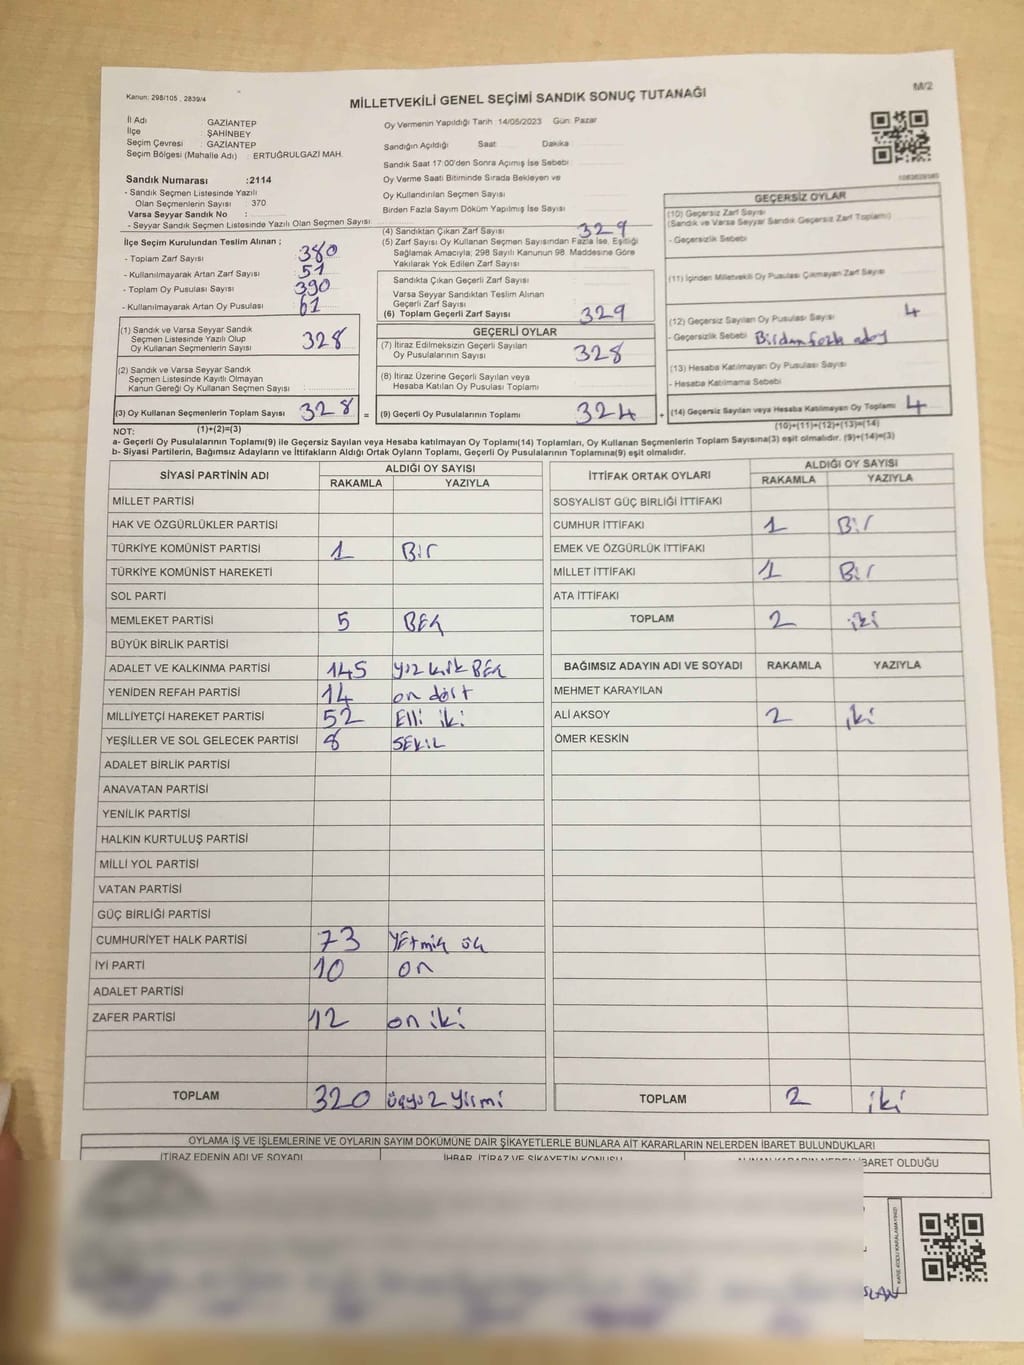 Kanun: 298/105 , 2839/4
MİLLETVEKİLİ GENEL SEÇİMİ SANDIK SONUÇ TUTANAĞI
M/2
İl Adı GAZİANTEP
İlçe ŞAHİNBEY
Seçim Çevresi : GAZİANTEP
Seçim Bölgesi (Mahalle Adı) : ERTUĞRULGAZİ MAH.
Sandık Numarası :2114
- Sandık Seçmen Listesinde Yazılı
Olan Seçmenlerin Sayısı : 370
Varsa Seyyar Sandık No :
- Seyyar Sandık Seçmen Listesinde Yazılı Olan Seçmen Sayısı
Oy Vermenin Yapıldığı Tarih :14/05/2023 Gün: Pazar
Sandığın Açıldığı Saat Dakika
Sandık Saat 17:00'den Sonra Açımış İse Sebebi
Oy Verme Saati Bitiminde Sırada Bekleyen ve
Oy Kullandırılan Seçmen Sayısı
Birden Fazla Sayım Döküm Yapılmış İse Sayısı
İlçe Seçim Kurulundan Teslim Alınan ;
- Toplam Zarf Sayısı 380
- Kullanılmayarak Artan Zarf Sayısı 51
- Toplam Oy Pusulası Sayısı 390
- Kullanılmayarak Artan Oy Pusulası 61
(1) Sandık ve Varsa Seyyar Sandık
Seçmen Listesinde Yazılı Olup
Oy Kullanan Seçmenlerin Sayısı 328
(2) Sandık ve Varsa Seyyar Sandık
Seçmen Listesinde Kayıtlı Olmayan
Kanun Gereği Oy Kullanan Seçmen Sayısı :
(3) Oy Kullanan Seçmenlerin Toplam Sayısı 328 =
(1)+(2)=(3)
(4) Sandıktan Çıkan Zarf Sayısı 329
(5) Zarf Sayısı Oy Kullanan Seçmen Sayısından Fazla İse, Eşitliği
Sağlamak Amacıyla; 298 Sayılı Kanunun 98. Maddesine Göre
Yakılarak Yok Edilen Zarf Sayısı
Sandıkta Çıkan Geçerli Zarf Sayısı
Varsa Seyyar Sandıktan Teslim Alınan
Geçerli Zarf Sayısı
(6) Toplam Geçerli Zarf Sayısı 329
GEÇERLİ OYLAR
(7) İtiraz Edilmeksizin Geçerli Sayılan
Oy Pusulalarının Sayısı 328
(8) İtiraz Üzerine Geçerli Sayılan veya
Hesaba Katılan Oy Pusulası Toplamı
(9) Geçerli Oy Pusulalarının Toplamı 324 +
GEÇERSİZ OYLAR
(10) Geçersiz Zarf Sayısı
(Sandık ve Varsa Seyyar Sandık Geçersiz Zarf Toplamı)
- Geçersizlik Sebebi
(11) İçinden Milletvekili Oy Pusulası Çıkmayan Zarf Sayısı
(12) Geçersiz Sayılan Oy Pusulası Sayısı 4
- Geçersizlik Sebebi Birden fazla aday
(13) Hesaba Katılmayan Oy Pusulası Sayısı
- Hesaba Katılmama Sebebi
(14) Geçersiz Sayılan veya Hesaba Katılmayan Oy Toplamı 4
(10)+(11)+(12)+(13)=(14)
NOT:
a- Geçerli Oy Pusulalarının Toplamı(9) ile Geçersiz Sayılan veya Hesaba katılmayan Oy Toplamı(14) Toplamları, Oy Kullanan Seçmenlerin Toplam Sayısına(3) eşit olmalıdır. (9)+(14)=(3)
b- Siyasi Partilerin, Bağımsız Adayların ve İttifakların Aldığı Oyların Toplamı, Geçerli Oy Pusulalarının Toplamına(9) eşit olmalıdır.
SİYASİ PARTİNİN ADI ALDIĞI OY SAYISI
RAKAMLA YAZIYLA
MİLLET PARTİSİ
HAK VE ÖZGÜRLÜKLER PARTİSİ
TÜRKİYE KOMÜNİST PARTİSİ 1 Bir
TÜRKİYE KOMÜNİST HAREKETİ
SOL PARTİ
MEMLEKET PARTİSİ 5 BEŞ
BÜYÜK BİRLİK PARTİSİ
ADALET VE KALKINMA PARTİSİ 145 yüz kırk BEŞ
YENİDEN REFAH PARTİSİ 14 on dört
MİLLİYETÇİ HAREKET PARTİSİ 52 Elli iki
YEŞİLLER VE SOL GELECEK PARTİSİ 8 SEKİZ
ADALET BİRLİK PARTİSİ
ANAVATAN PARTİSİ
YENİLİK PARTİSİ
HALKIN KURTULUŞ PARTİSİ
MİLLİ YOL PARTİSİ
VATAN PARTİSİ
GÜÇ BİRLİĞİ PARTİSİ
CUMHURİYET HALK PARTİSİ 73 YEtmiş üç
İYİ PARTİ 10 on
ADALET PARTİSİ
ZAFER PARTİSİ 12 on iki
TOPLAM 320 üçyüz yirmi
İTTİFAK ORTAK OYLARI ALDIĞI OY SAYISI
RAKAMLA YAZIYLA
SOSYALİST GÜÇ BİRLİĞİ İTTİFAKI
CUMHUR İTTİFAKI 1 Bir
EMEK VE ÖZGÜRLÜK İTTİFAKI
MİLLET İTTİFAKI 1 Bir
ATA İTTİFAKI
TOPLAM 2 iki
BAĞIMSIZ ADAYIN ADI VE SOYADI RAKAMLA YAZIYLA
MEHMET KARAYILAN
ALİ AKSOY 2 iki
ÖMER KESKİN
TOPLAM 2 iki
OYLAMA İŞ VE İŞLEMLERİNE VE OYLARIN SAYIM DÖKÜMÜNE DAİR ŞİKAYETLERLE BUNLARA AİT KARARLARIN NELERDEN İBARET BULUNDUKLARI
İTİRAZ EDENİN ADI VE SOYADI
İHBAR, İTİRAZ VE ŞİKAYETİN KONUSU
ALINAN KARARIN NEDEN İBARET OLDUĞU
KARE KODU KARALAMAYINIZ!